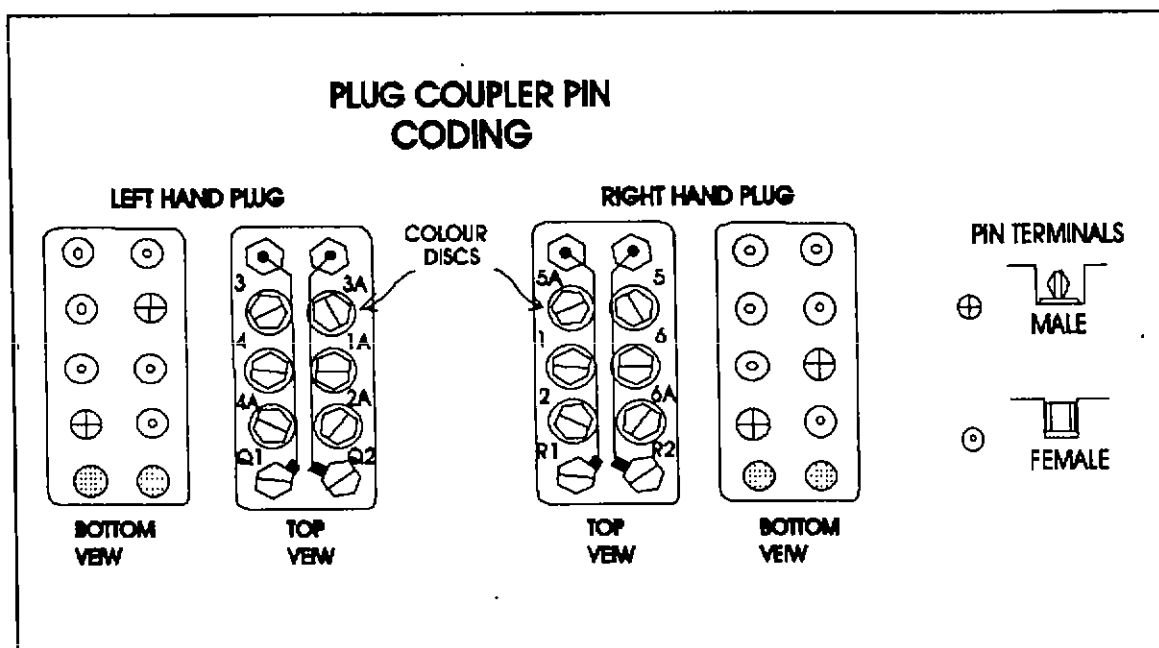 PLUG COUPLER PIN
CODING
LEFT HAND PLUG
RIGHT HAND PLUG
COLOUR
DISCS
PIN TERMINALS
3 3A
4 1A
4A 2A
Q1 Q2
5A 5
1 6
2 6A
R1 R2
MALE
FEMALE
BOTTOM
VEIW
TOP
VEIW
TOP
VEIW
BOTTOM
VEIW